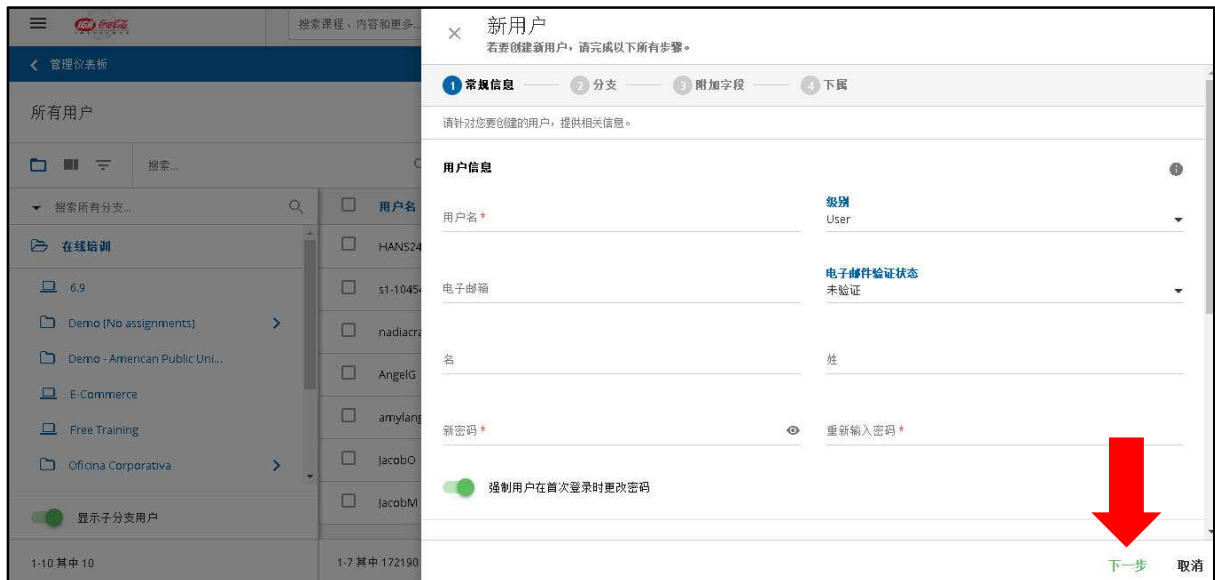 IGA Coca-Cola
搜索课程、内容和更多...
管理仪表板
所有用户
搜索...
搜索所有分支...
在线培训
6.9
Demo (No assignments)
Demo - American Public Uni...
E-Commerce
Free Training
Oficina Corporativa
显示子分支用户
1-10 其中 10
用户名
HANS24
s1-1045
nadiacra
AngelG
amylang
JacobO
JacobM
1-7 其中 172190
新用户
若要创建新用户，请完成以下所有步骤。
1 常规信息 2 分支 3 附加字段 4 下属
请针对您要创建的用户，提供相关信息。
用户信息
用户名 *
级别
User
电子邮箱
电子邮件验证状态
未验证
名
姓
新密码 *
重新输入密码 *
强制用户在首次登录时更改密码
下一步 取消